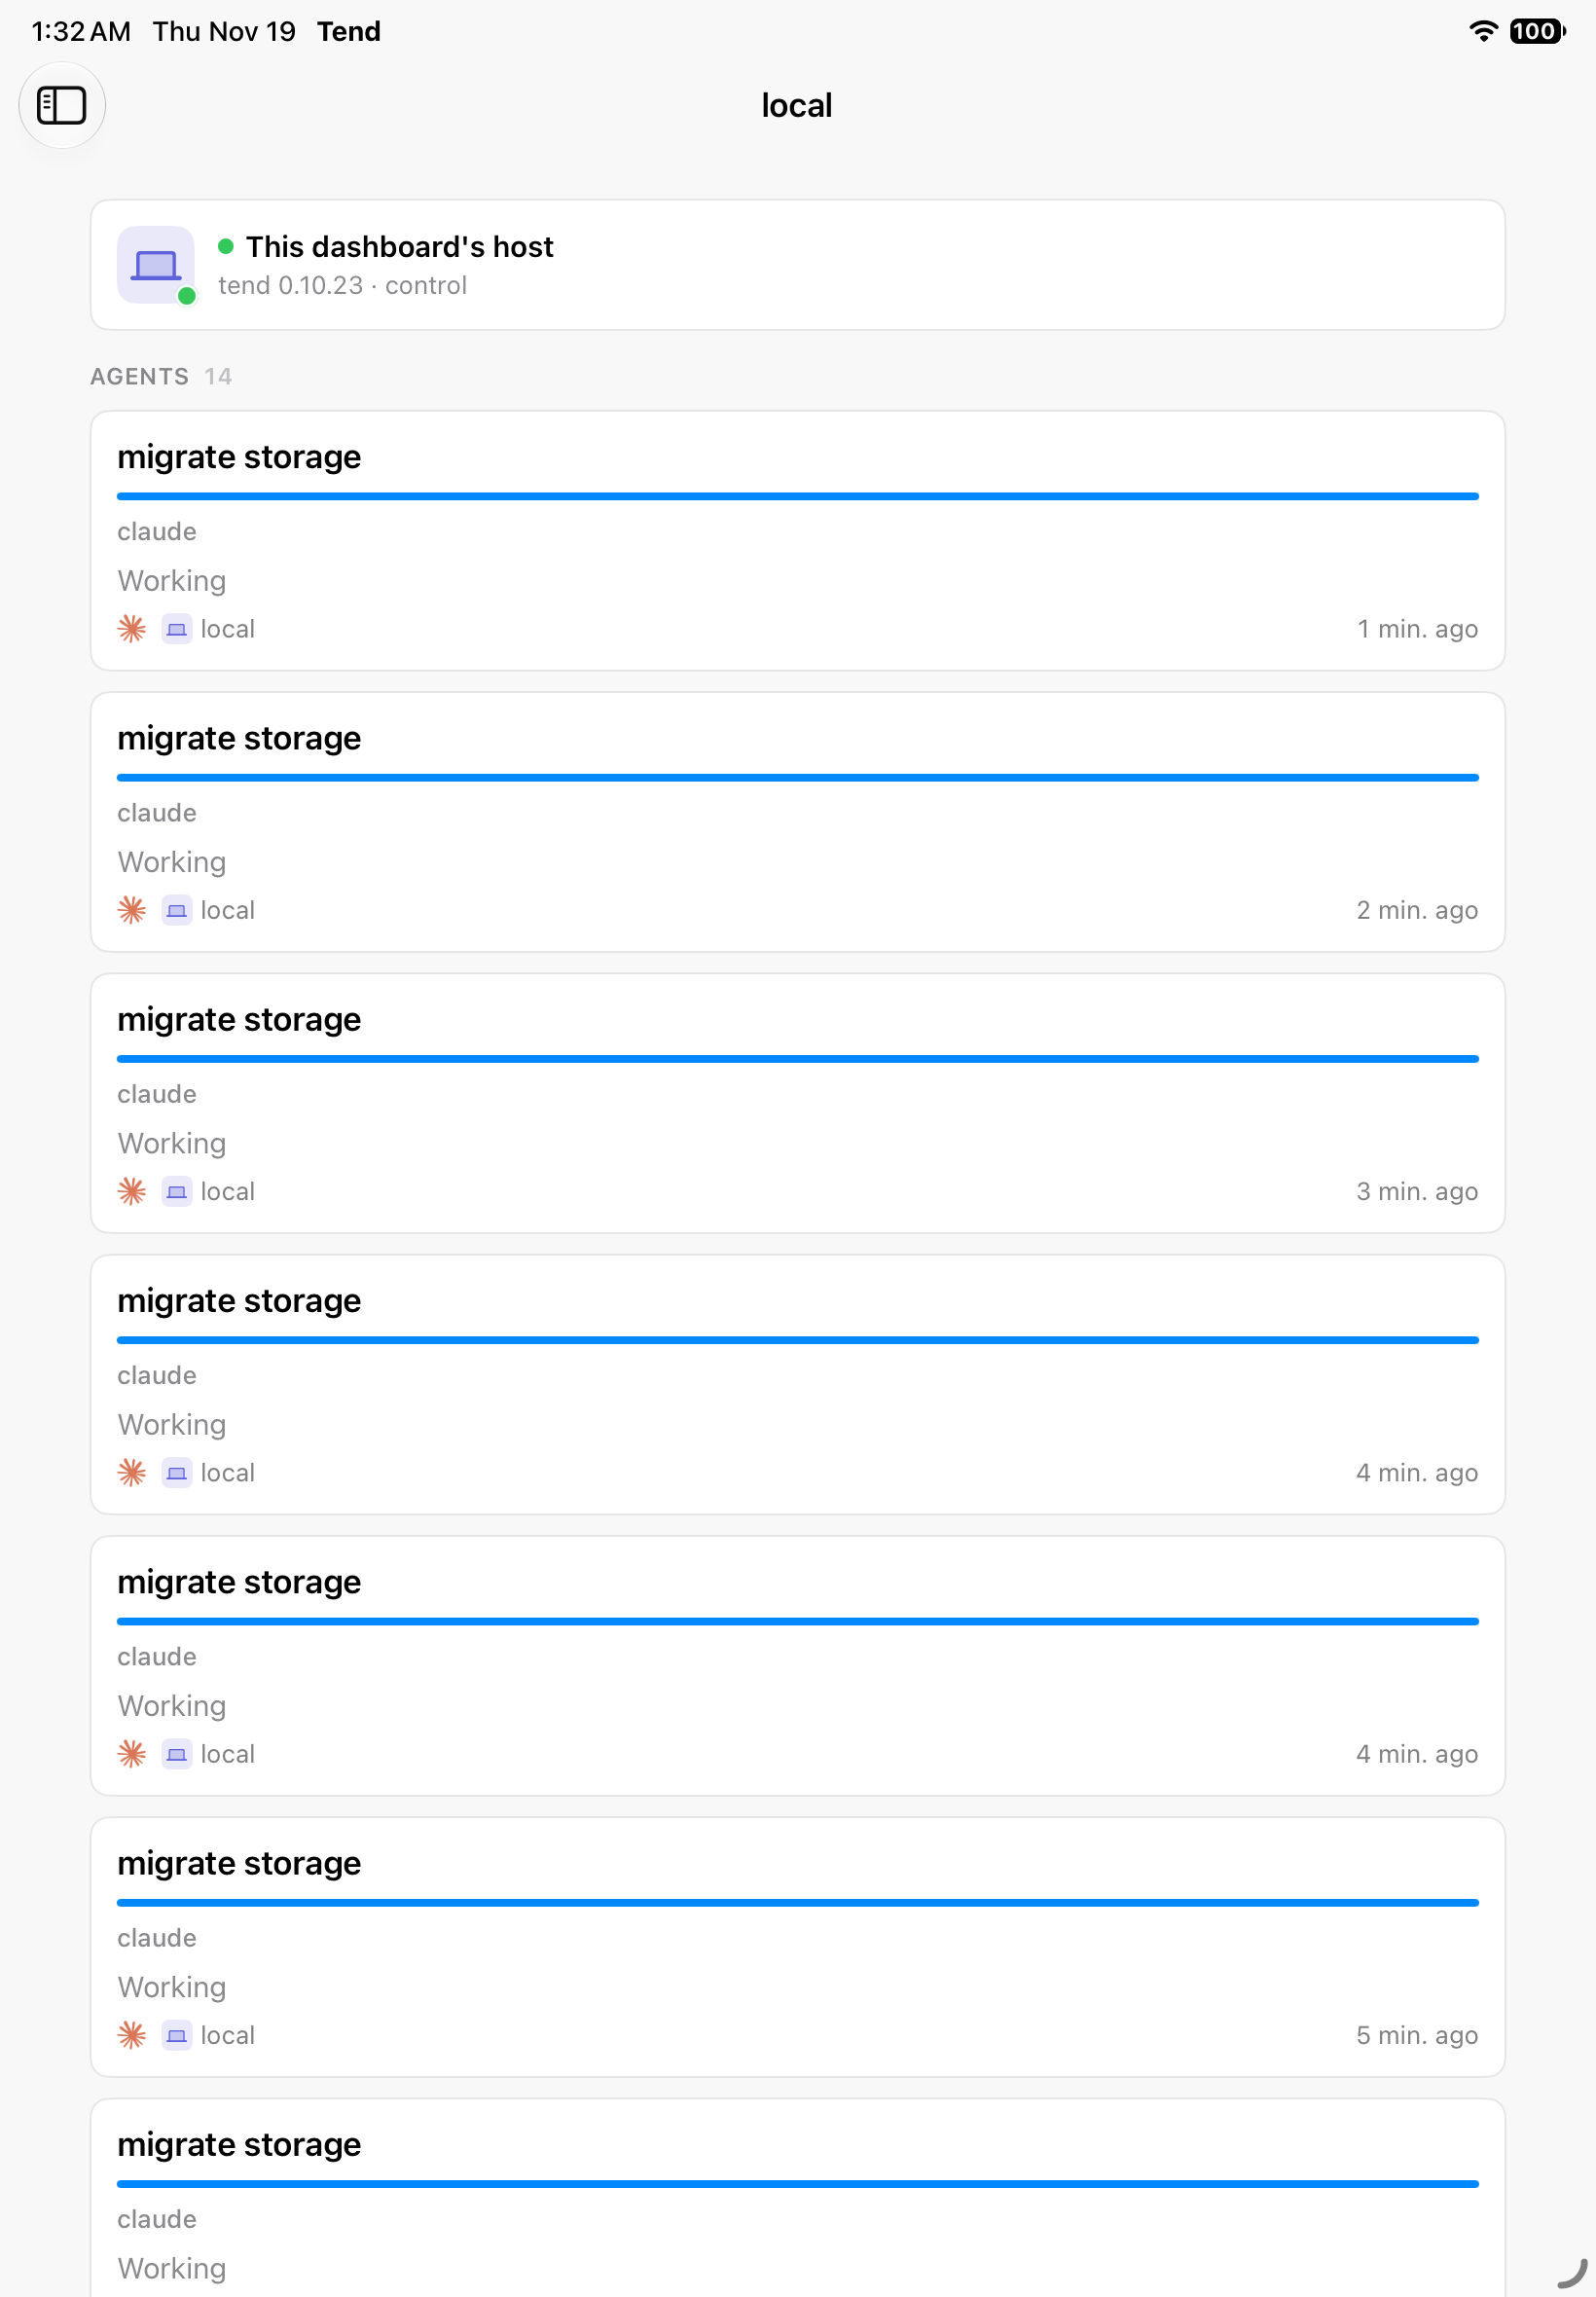 1:32 AM Thu Nov 19 Tend 100
local
This dashboard's host
tend 0.10.23 · control
AGENTS 14
migrate storage
claude
Working
local 1 min. ago
migrate storage
claude
Working
local 2 min. ago
migrate storage
claude
Working
local 3 min. ago
migrate storage
claude
Working
local 4 min. ago
migrate storage
claude
Working
local 4 min. ago
migrate storage
claude
Working
local 5 min. ago
migrate storage
claude
Working